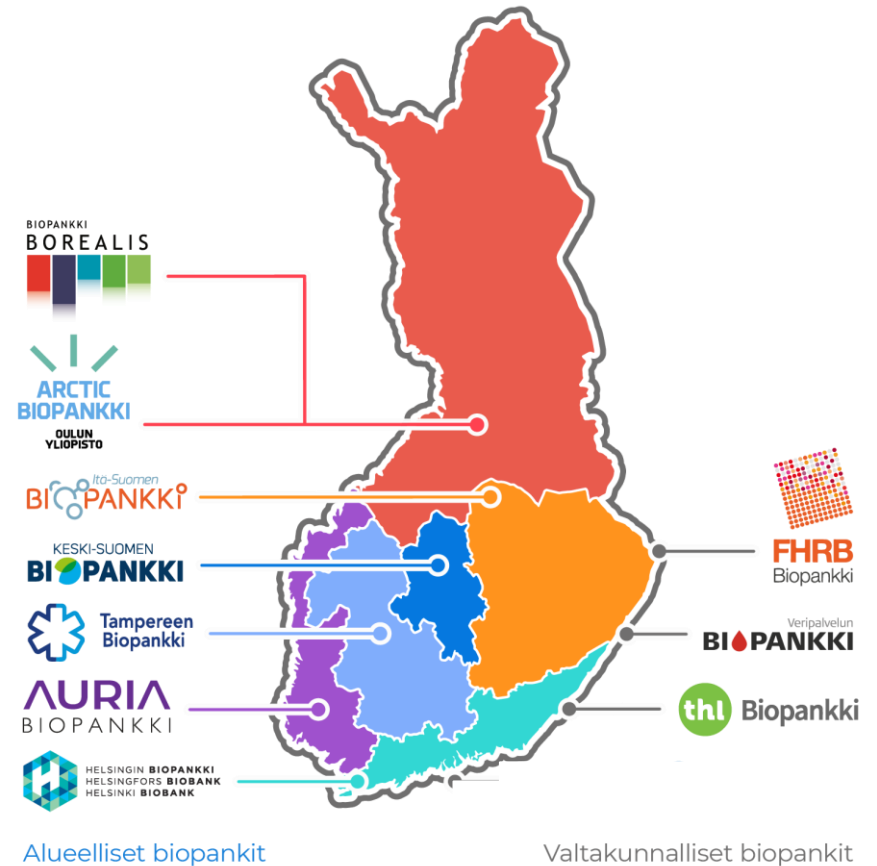 BIOPANKKI
BOREALIS
ARCTIC
BIOPANKKI
OULUN
YLIOPISTO
Itä-Suomen
BIOPANKKI
KESKI-SUOMEN
BIOPANKKI
Tampereen
Biopankki
AURIA
BIOPANKKI
HELSINGIN BIOPANKKI
HELSINGFORS BIOBANK
HELSINKI BIOBANK
FHRB
Biopankki
Veripalvelun
BIOPANKKI
thl Biopankki
Alueelliset biopankit
Valtakunnalliset biopankit